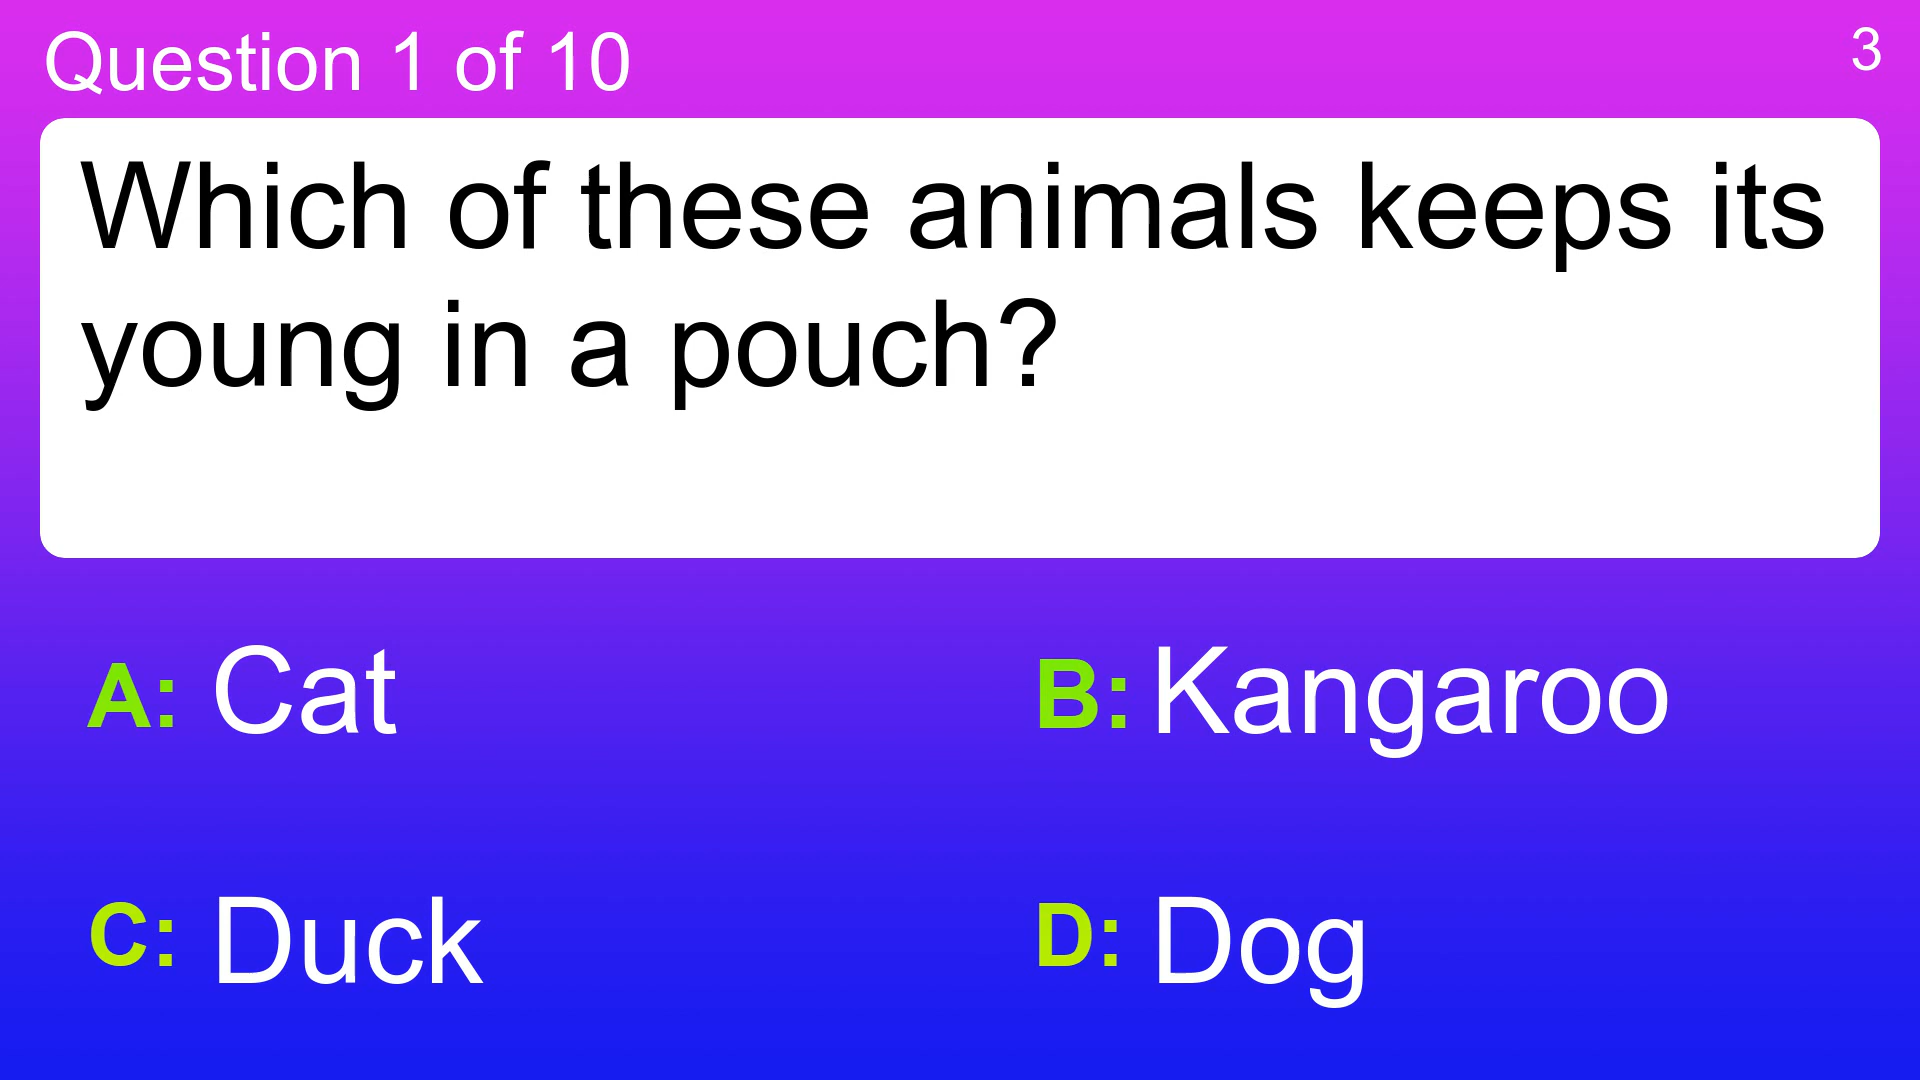 Question 1 of 10
3
Which of these animals keeps its
young in a pouch?
A: Cat
B: Kangaroo
C: Duck
D: Dog